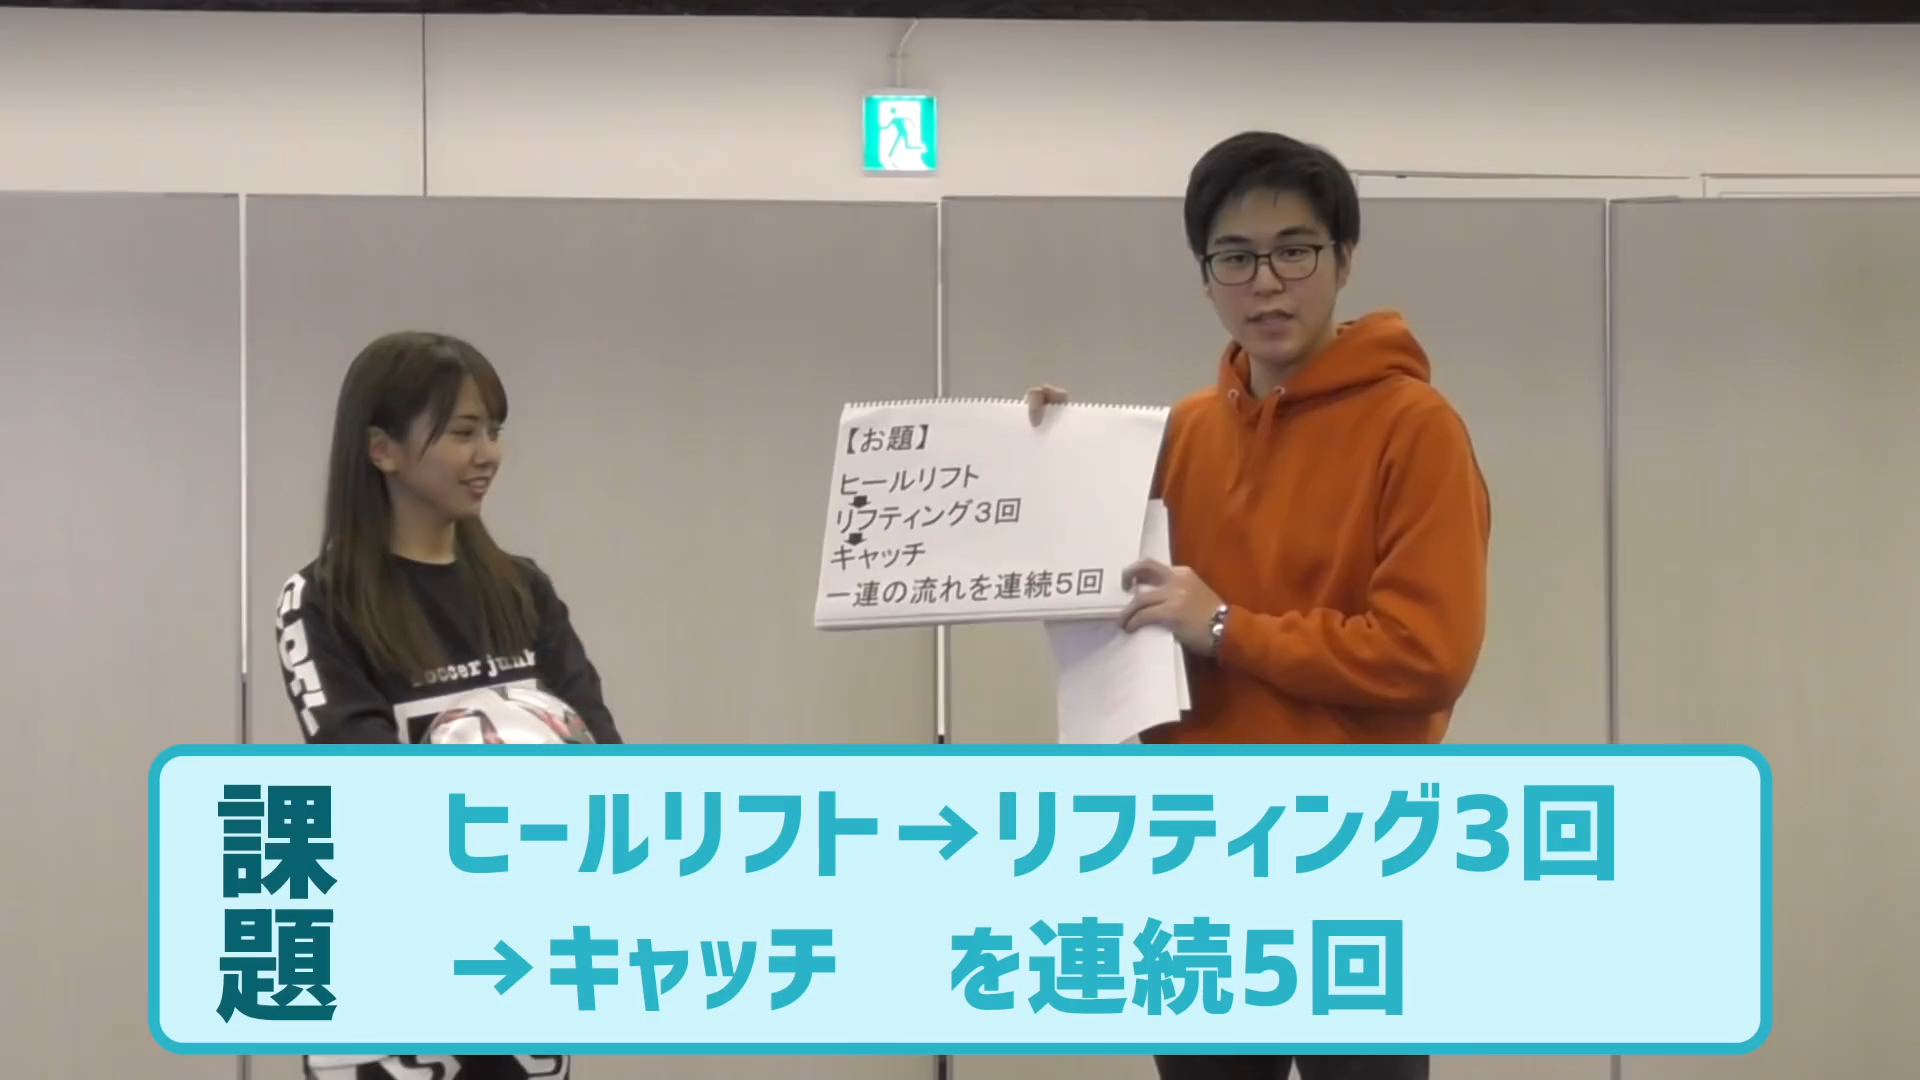 【お題】
ヒールリフト
⬇
リフティング3回
⬇
キャッチ
一連の流れを連続5回
soccer junk
課題
ヒールリフト→リフティング3回
→キャッチ　を連続5回